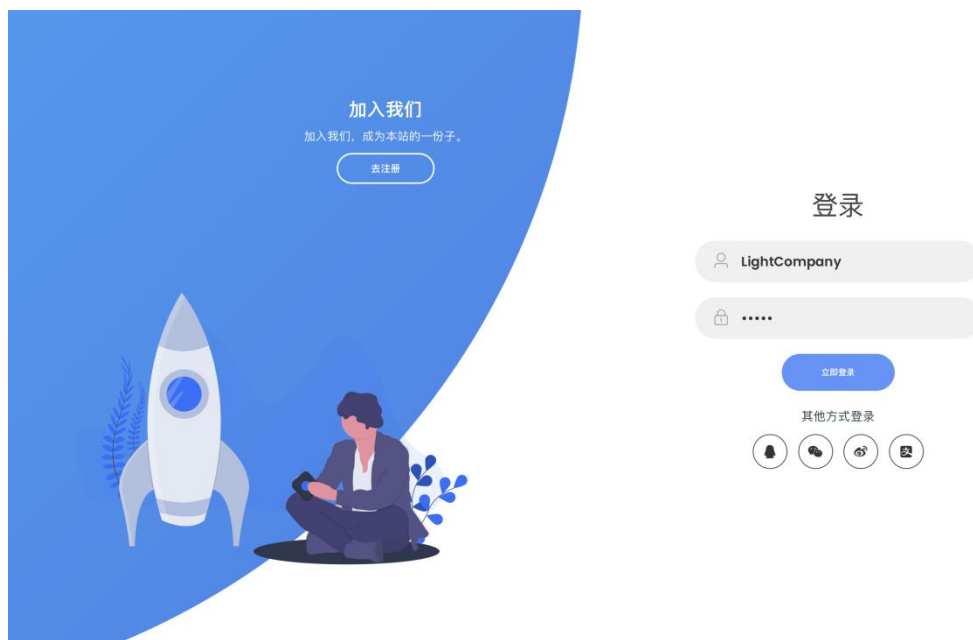 加入我们
加入我们，成为本站的一份子。
去注册
登录
LightCompany
•••••
立即登录
其他方式登录
支